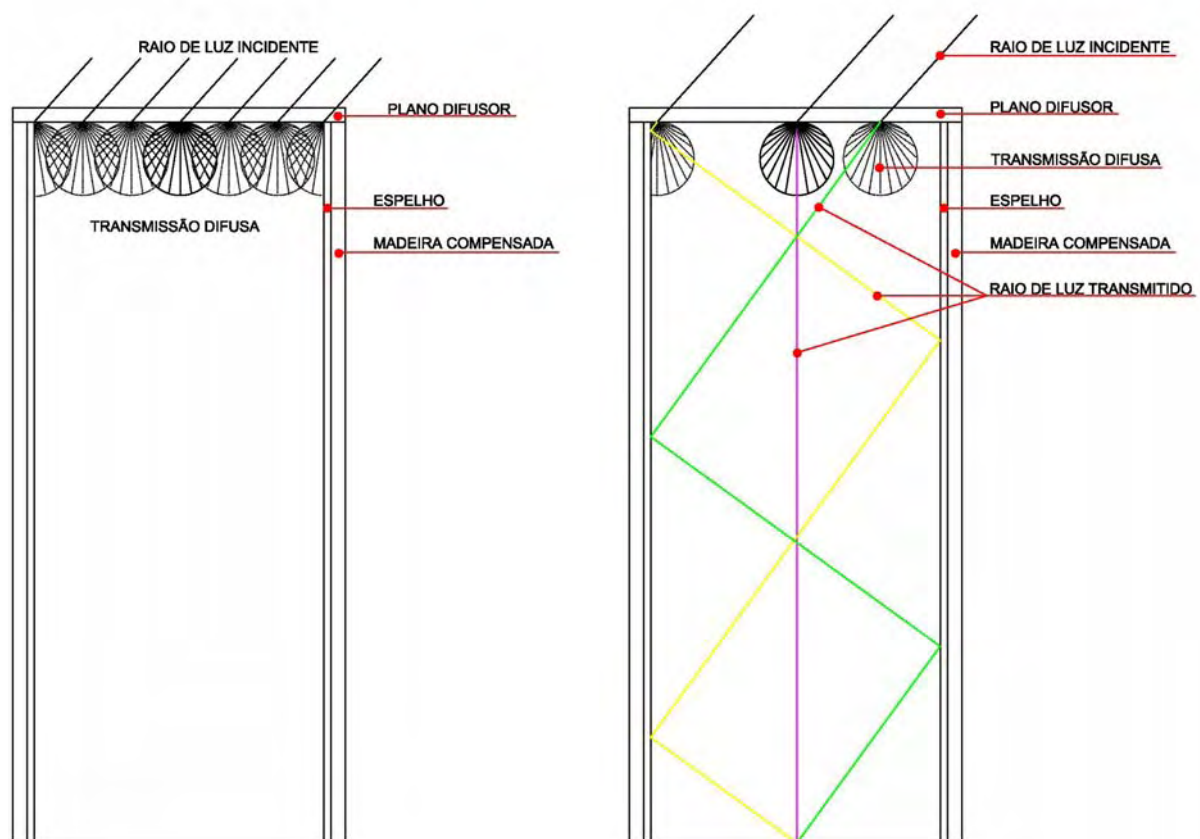 RAIO DE LUZ INCIDENTE
PLANO DIFUSOR
ESPELHO
TRANSMISSÃO DIFUSA
MADEIRA COMPENSADA
RAIO DE LUZ INCIDENTE
PLANO DIFUSOR
TRANSMISSÃO DIFUSA
ESPELHO
MADEIRA COMPENSADA
RAIO DE LUZ TRANSMITIDO